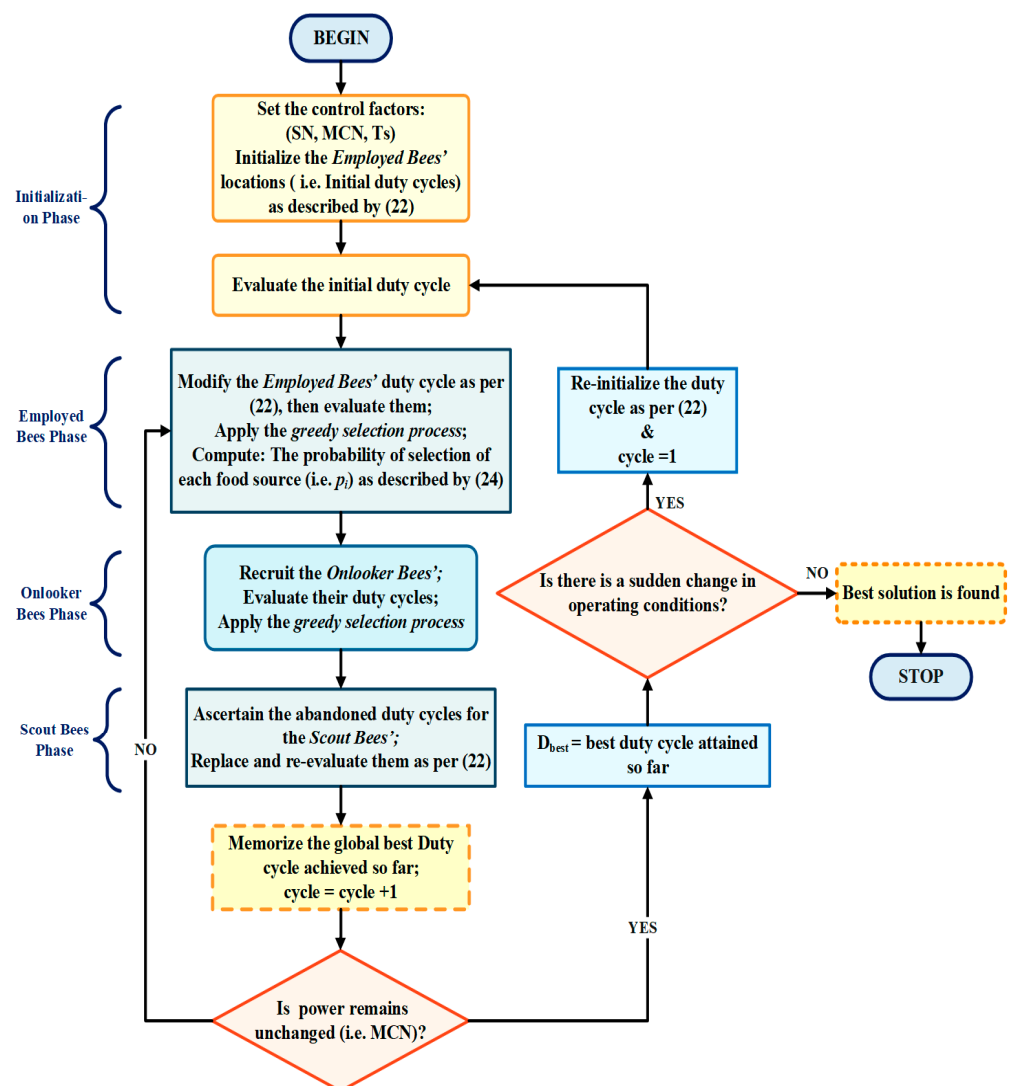 BEGIN
Set the control factors:
(SN, MCN, Ts)
Initialize the Employed Bees’
locations ( i.e. Initial duty cycles)
as described by (22)
Initializati-
on Phase
Evaluate the initial duty cycle
Modify the Employed Bees’ duty cycle as per
(22), then evaluate them;
Apply the greedy selection process;
Compute: The probability of selection of
each food source (i.e. pi) as described by (24)
Employed
Bees Phase
Re-initialize the duty
cycle as per (22)
&
cycle =1
YES
Recruit the Onlooker Bees’;
Evaluate their duty cycles;
Apply the greedy selection process
Onlooker
Bees Phase
Is there is a sudden change in
operating conditions?
NO
Best solution is found
STOP
Ascertain the abandoned duty cycles for
the Scout Bees’;
Replace and re-evaluate them as per (22)
Scout Bees
Phase
NO
Dbest = best duty cycle attained
so far
Memorize the global best Duty
cycle achieved so far;
cycle = cycle +1
YES
Is power remains
unchanged (i.e. MCN)?